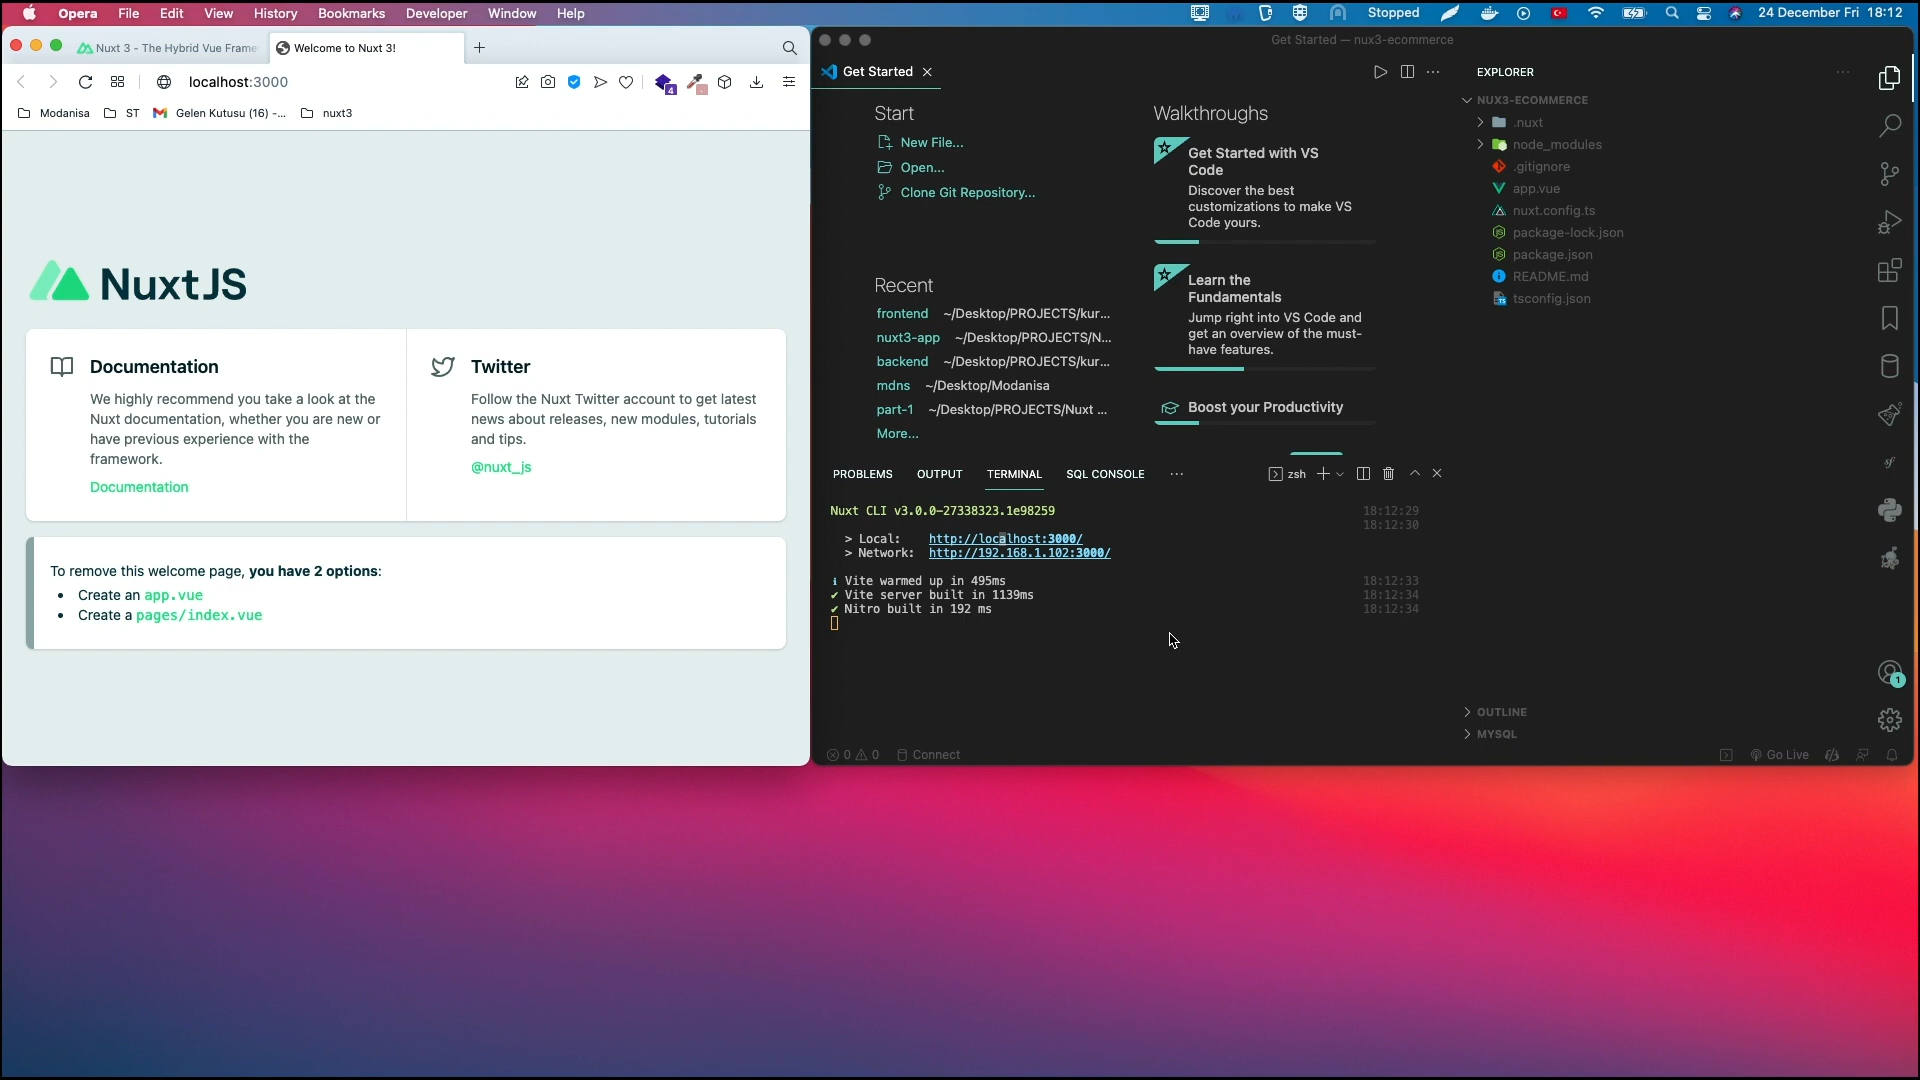 Opera File Edit View History Bookmarks Developer Window Help
Stopped
24 December Fri 18:12
Nuxt 3 - The Hybrid Vue Frame
Welcome to Nuxt 3!
localhost:3000
4
Modanisa
ST
Gelen Kutusu (16) -...
nuxt3
NuxtJS
Documentation
We highly recommend you take a look at the
Nuxt documentation, whether you are new or
have previous experience with the
framework.
Documentation
Twitter
Follow the Nuxt Twitter account to get latest
news about releases, new modules, tutorials
and tips.
@nuxt_js
To remove this welcome page, you have 2 options:
• Create an app.vue
• Create a pages/index.vue
Get Started — nux3-ecommerce
Get Started
Start
New File...
Open...
Clone Git Repository...
Recent
frontend ~/Desktop/PROJECTS/kur...
nuxt3-app ~/Desktop/PROJECTS/N...
backend ~/Desktop/PROJECTS/kur...
mdns ~/Desktop/Modanisa
part-1 ~/Desktop/PROJECTS/Nuxt ...
More...
Walkthroughs
Get Started with VS
Code
Discover the best
customizations to make VS
Code yours.
Learn the
Fundamentals
Jump right into VS Code and
get an overview of the must-
have features.
Boost your Productivity
PROBLEMS OUTPUT TERMINAL SQL CONSOLE ···
zsh
Nuxt CLI v3.0.0-27338323.1e98259 18:12:29
18:12:30
> Local: http://localhost:3000/
> Network: http://192.168.1.102:3000/
ℹ Vite warmed up in 495ms 18:12:33
✔ Vite server built in 1139ms 18:12:34
✔ Nitro built in 192 ms 18:12:34
EXPLORER
NUX3-ECOMMERCE
.nuxt
node_modules
.gitignore
app.vue
nuxt.config.ts
package-lock.json
package.json
README.md
tsconfig.json
OUTLINE
MYSQL
1
0 0 Connect
Go Live